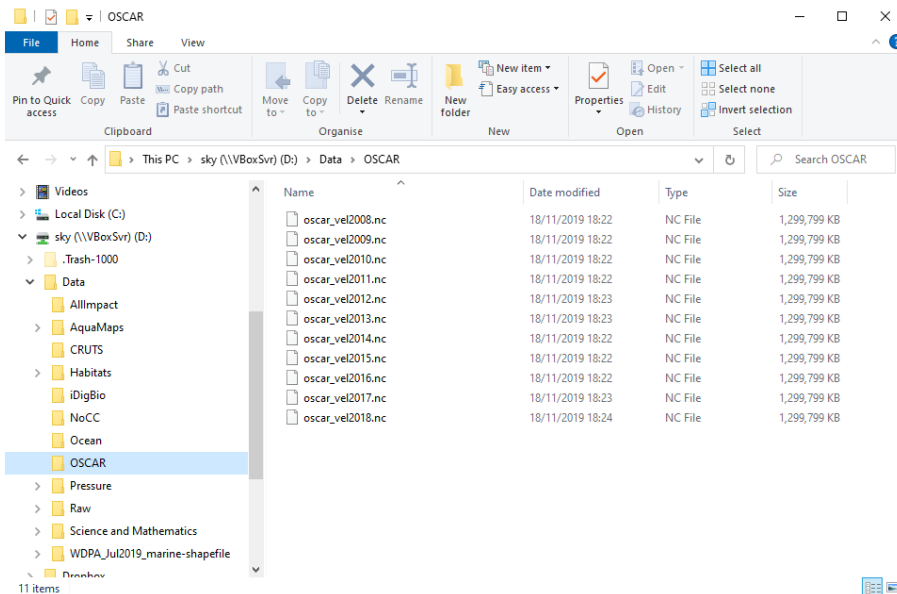 OSCAR
File Home Share View
Pin to Quick access
Copy
Paste
Cut
Copy path
Paste shortcut
Clipboard
Move to
Copy to
Delete
Rename
Organise
New folder
New item
Easy access
New
Properties
Open
Edit
History
Open
Select all
Select none
Invert selection
Select
This PC > sky (\\VBoxSvr) (D:) > Data > OSCAR
Search OSCAR
Videos
Local Disk (C:)
sky (\\VBoxSvr) (D:)
.Trash-1000
Data
AllImpact
AquaMaps
CRUTS
Habitats
iDigBio
NoCC
Ocean
OSCAR
Pressure
Raw
Science and Mathematics
WDPA_Jul2019_marine-shapefile
Dropbox
Name Date modified Type Size
oscar_vel2008.nc 18/11/2019 18:22 NC File 1,299,799 KB
oscar_vel2009.nc 18/11/2019 18:22 NC File 1,299,799 KB
oscar_vel2010.nc 18/11/2019 18:22 NC File 1,299,799 KB
oscar_vel2011.nc 18/11/2019 18:22 NC File 1,299,799 KB
oscar_vel2012.nc 18/11/2019 18:23 NC File 1,299,799 KB
oscar_vel2013.nc 18/11/2019 18:23 NC File 1,299,799 KB
oscar_vel2014.nc 18/11/2019 18:22 NC File 1,299,799 KB
oscar_vel2015.nc 18/11/2019 18:22 NC File 1,299,799 KB
oscar_vel2016.nc 18/11/2019 18:22 NC File 1,299,799 KB
oscar_vel2017.nc 18/11/2019 18:23 NC File 1,299,799 KB
oscar_vel2018.nc 18/11/2019 18:24 NC File 1,299,799 KB
11 items